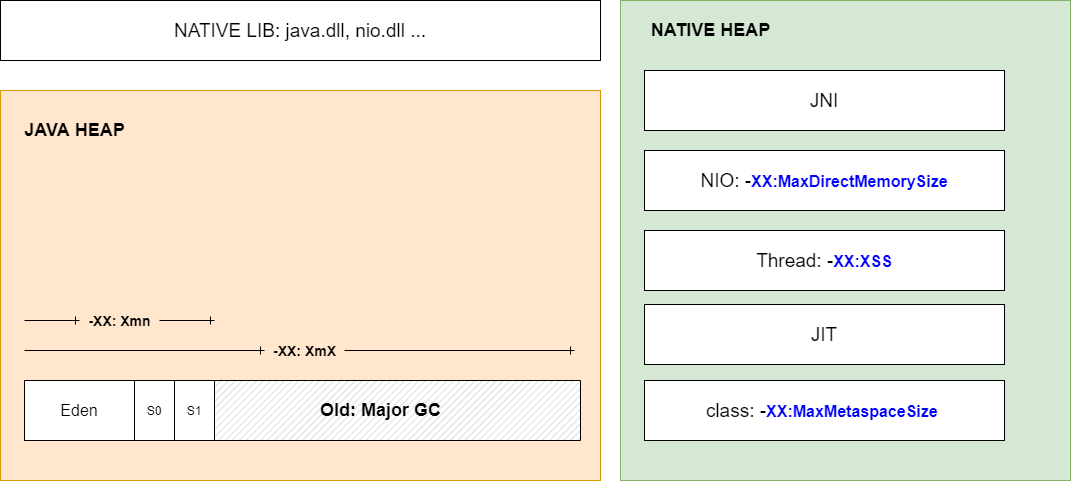 NATIVE LIB: java.dll, nio.dll ...
JAVA HEAP
-XX: Xmn
-XX: XmX
Eden
S0
S1
Old: Major GC
NATIVE HEAP
JNI
NIO: -XX:MaxDirectMemorySize
Thread: -XX:XSS
JIT
class: -XX:MaxMetaspaceSize